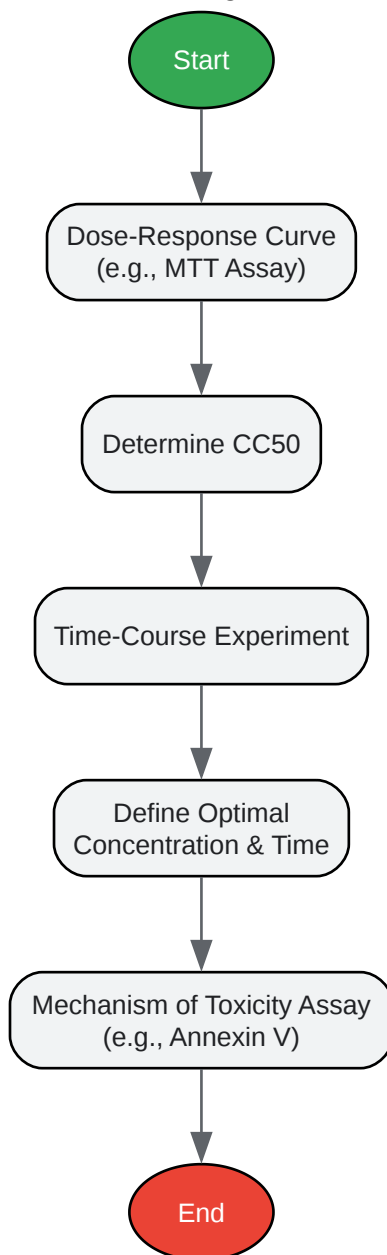 Start
Dose-Response Curve
(e.g., MTT Assay)
Determine CC50
Time-Course Experiment
Define Optimal
Concentration & Time
Mechanism of Toxicity Assay
(e.g., Annexin V)
End